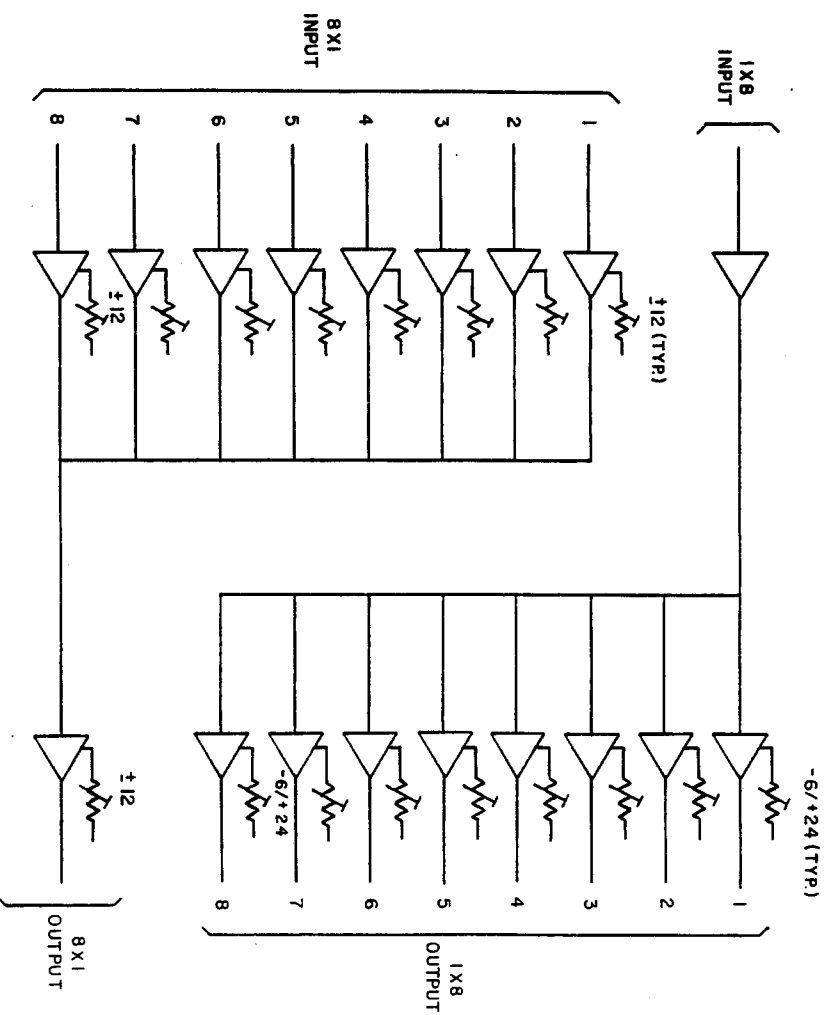 1X8
INPUT
±12 (TYP.)
-6/+24 (TYP.)
8X1
INPUT
1
2
3
4
5
6
7
8
±12
1
2
3
4
5
6
7
8
-6/+24
1X8
OUTPUT
±12
8X1
OUTPUT